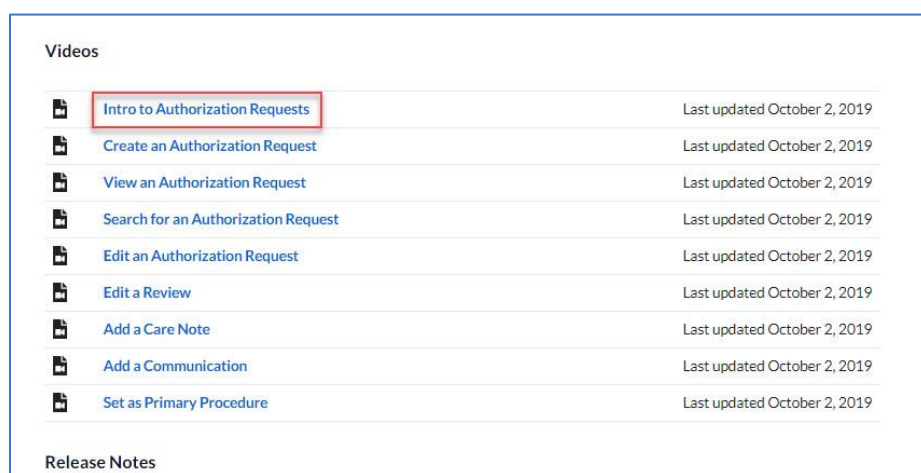 Videos
Intro to Authorization Requests Last updated October 2, 2019
Create an Authorization Request Last updated October 2, 2019
View an Authorization Request Last updated October 2, 2019
Search for an Authorization Request Last updated October 2, 2019
Edit an Authorization Request Last updated October 2, 2019
Edit a Review Last updated October 2, 2019
Add a Care Note Last updated October 2, 2019
Add a Communication Last updated October 2, 2019
Set as Primary Procedure Last updated October 2, 2019
Release Notes